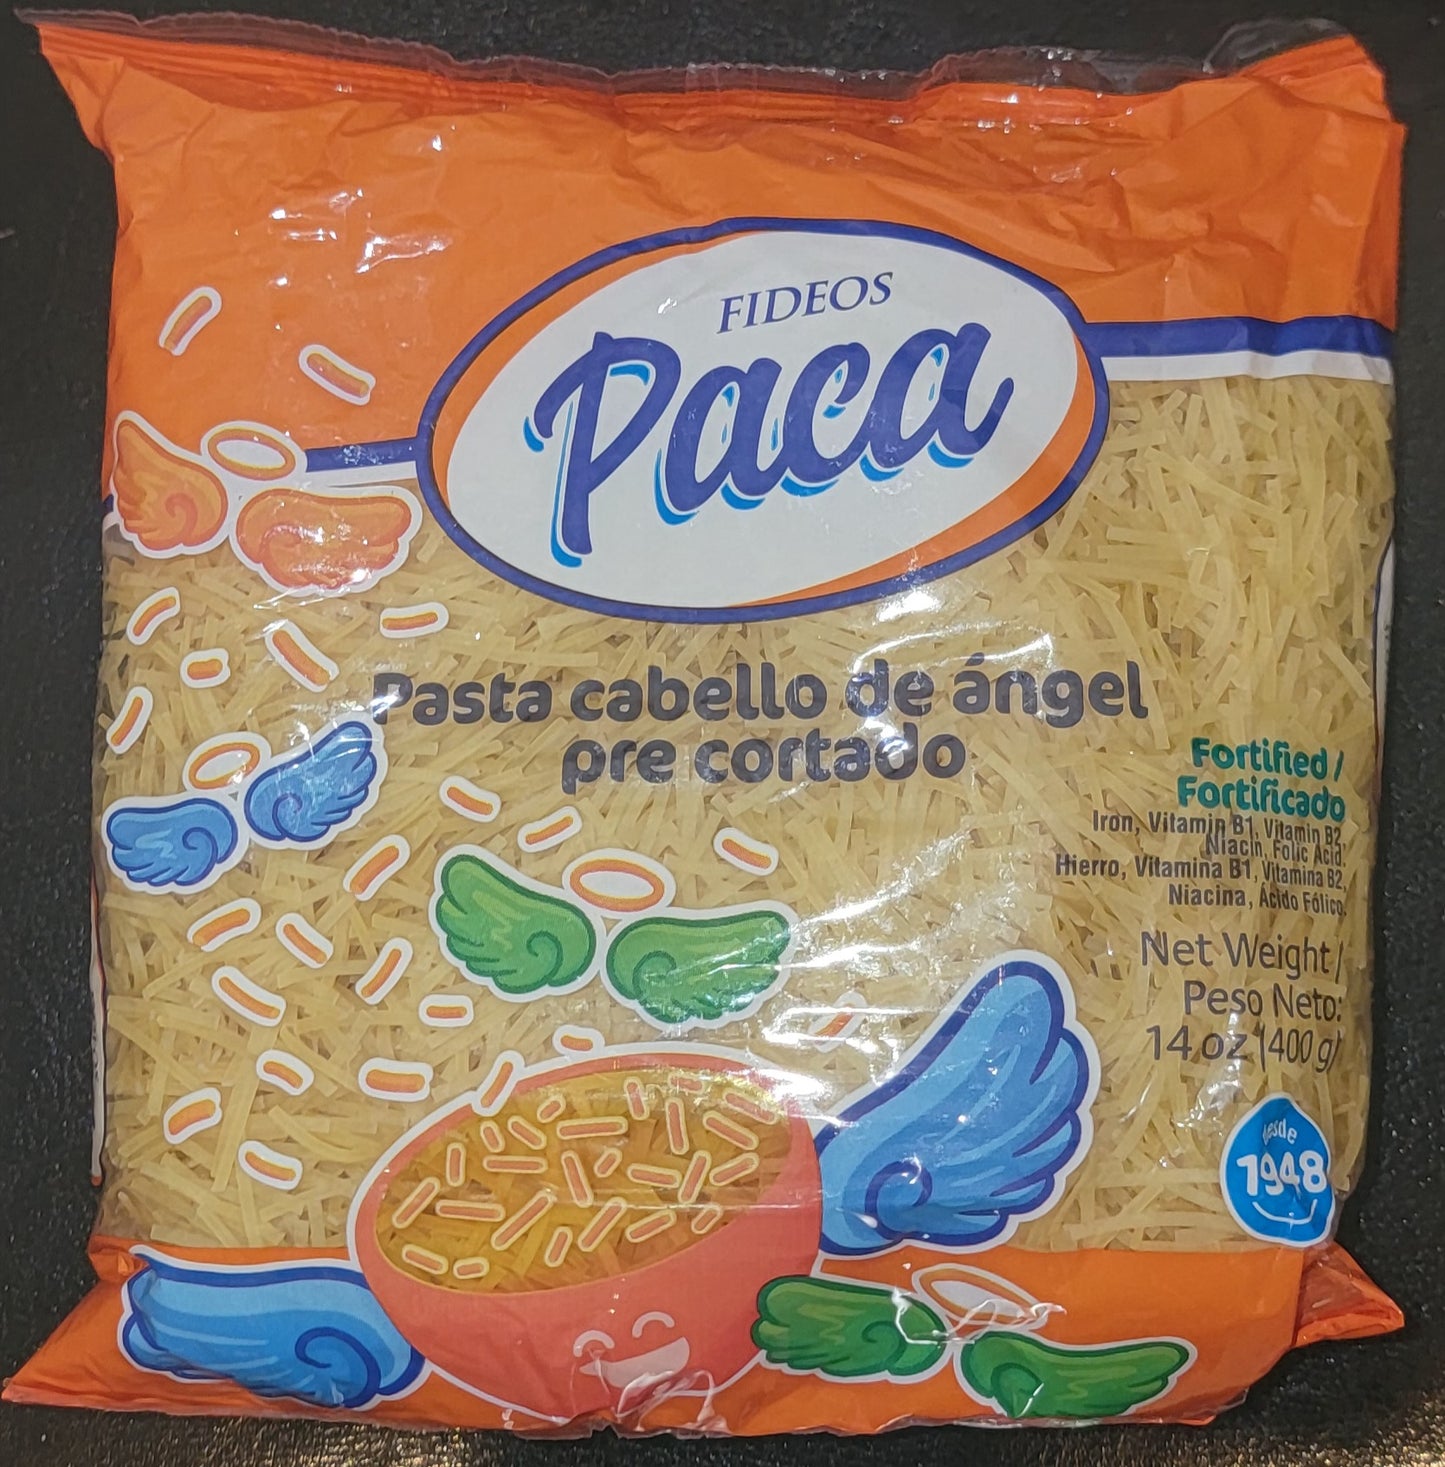 FIDEOS
Paca
Pasta cabello de ángel
pre cortado
Fortified /
Fortificado
Iron, Vitamin B1, Vitamin B2,
Niacin, Folic Acid.
Hierro, Vitamina B1, Vitamina B2,
Niacina, Ácido Fólico.
Net Weight /
Peso Neto:
14 oz (400 g)
desde
1948